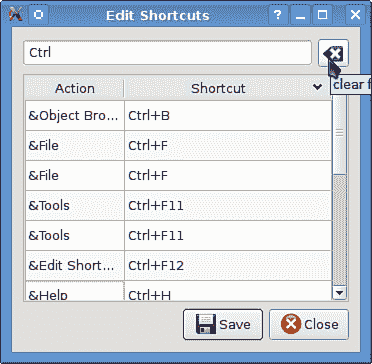 Edit Shortcuts
Ctrl
clear f
Action Shortcut
&Object Bro... Ctrl+B
&File Ctrl+F
&File Ctrl+F
&Tools Ctrl+F11
&Tools Ctrl+F11
&Edit Short... Ctrl+F12
&Help Ctrl+H
Save Close